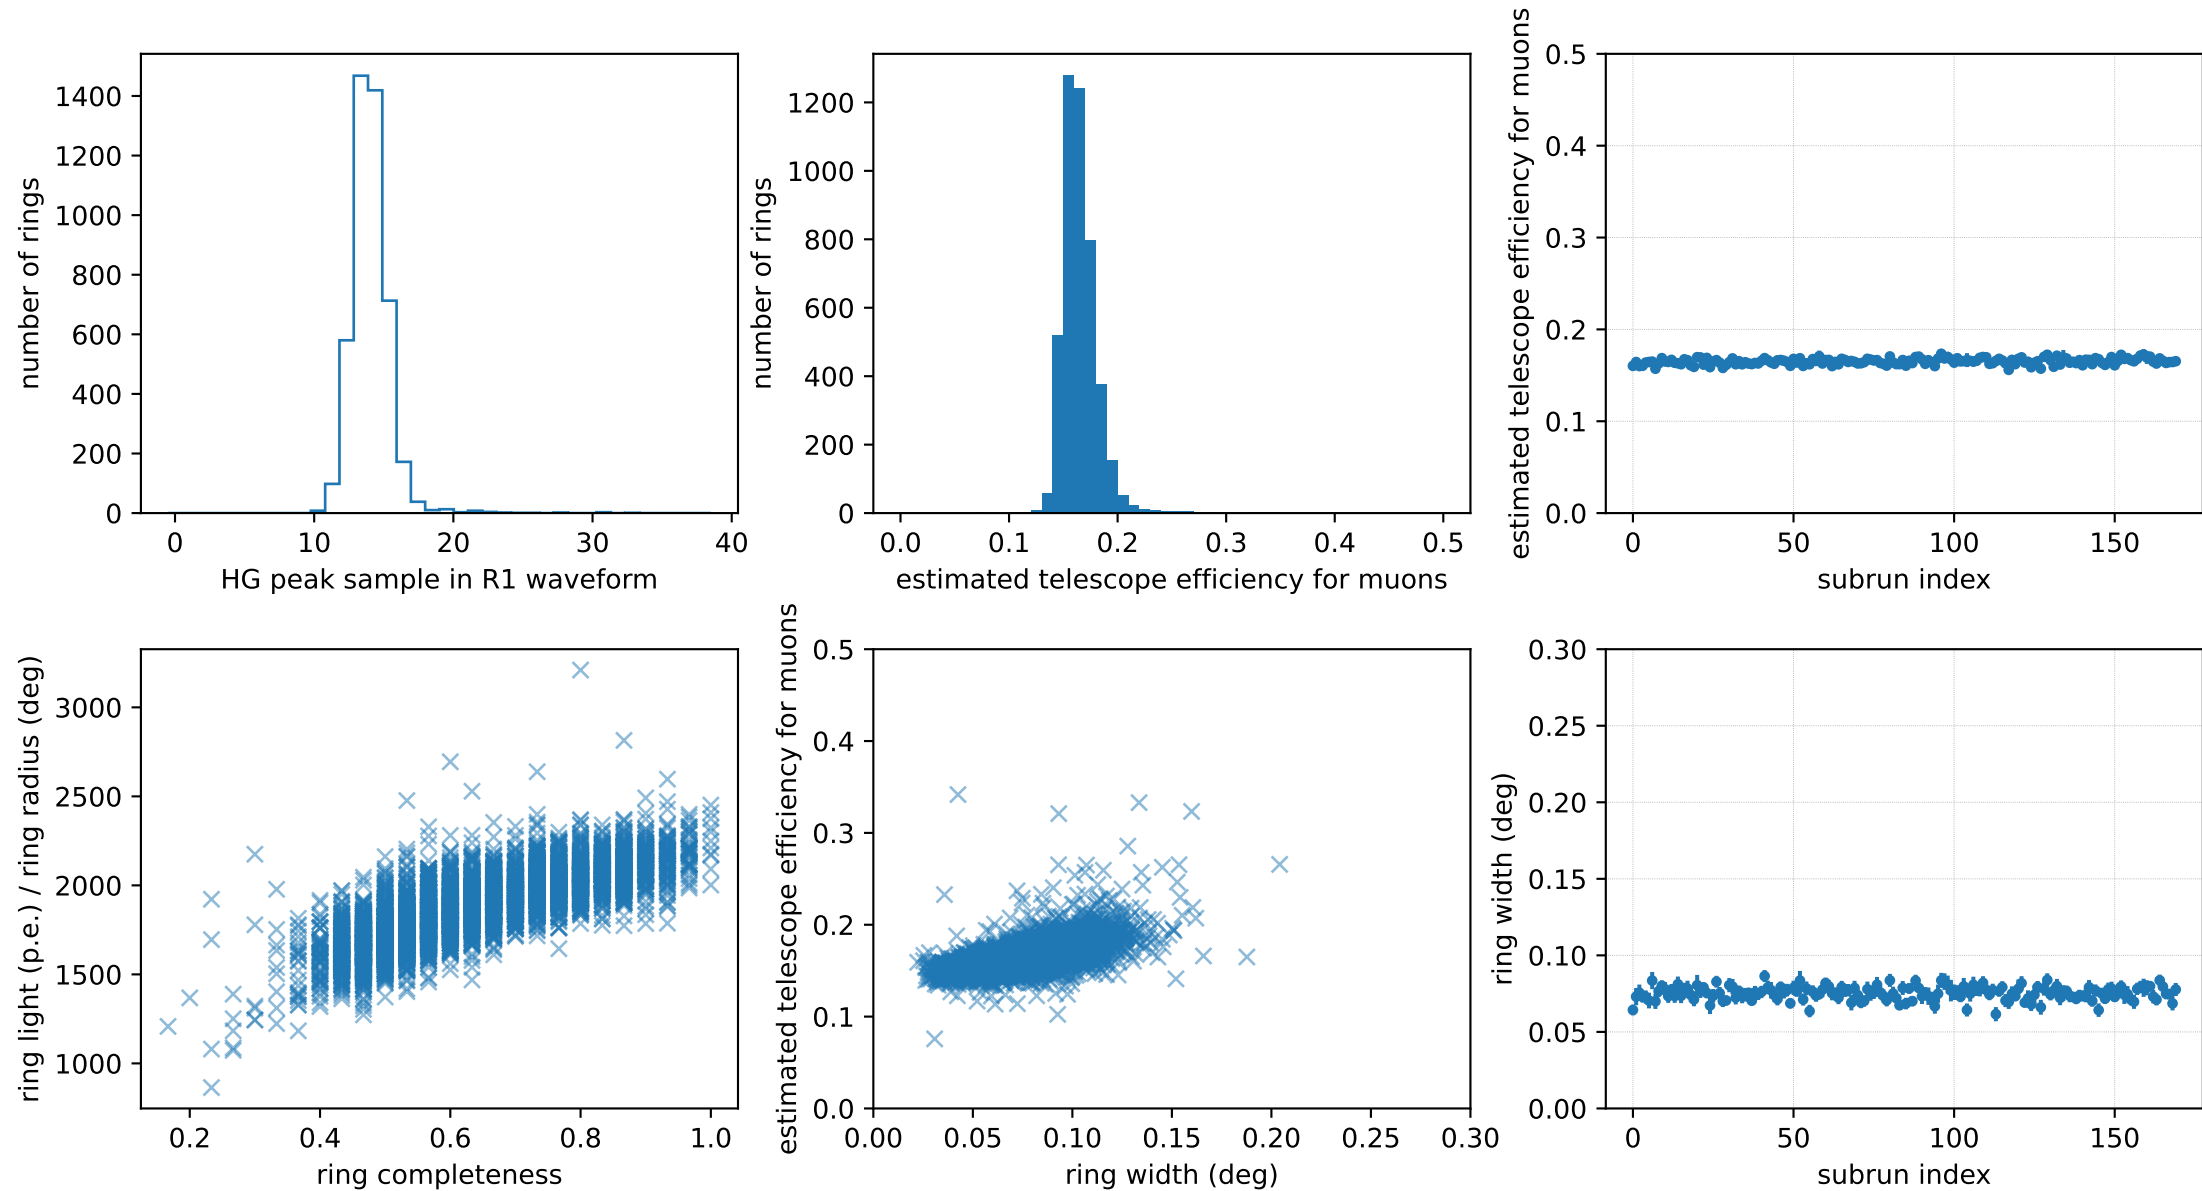 number of rings
1400
1200
1000
800
600
400
200
0
0 10 20 30 40
HG peak sample in R1 waveform
number of rings
1200
1000
800
600
400
200
0
0.0 0.1 0.2 0.3 0.4 0.5
estimated telescope efficiency for muons
estimated telescope efficiency for muons
0.5
0.4
0.3
0.2
0.1
0.0
0 50 100 150
subrun index
ring light (p.e.) / ring radius (deg)
3000
2500
2000
1500
1000
0.2 0.4 0.6 0.8 1.0
ring completeness
estimated telescope efficiency for muons
0.5
0.4
0.3
0.2
0.1
0.0
0.00 0.05 0.10 0.15 0.20 0.25 0.30
ring width (deg)
ring width (deg)
0.30
0.25
0.20
0.15
0.10
0.05
0.00
0 50 100 150
subrun index